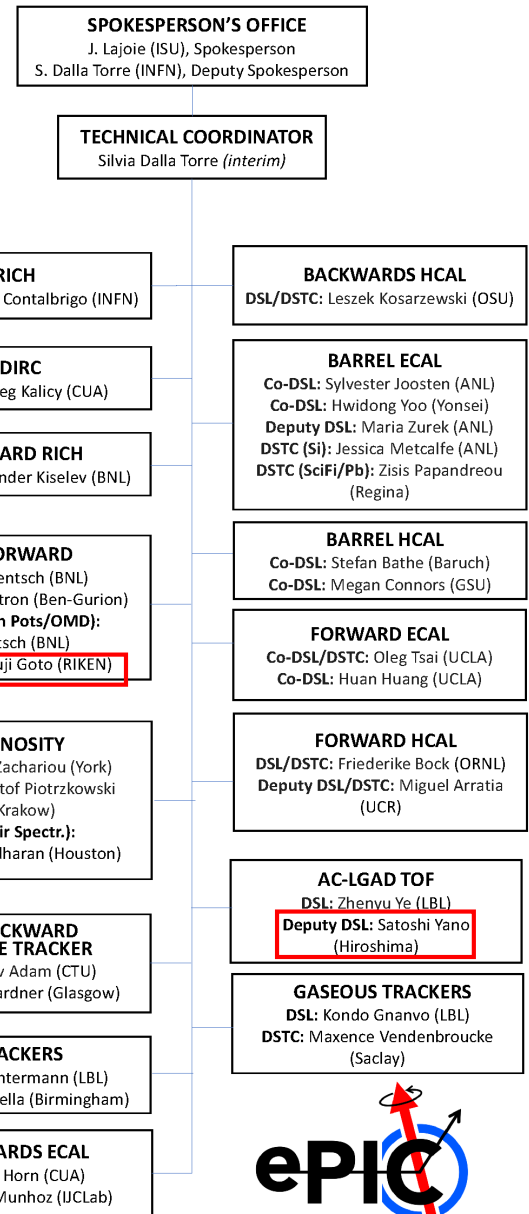 SPOKESPERSON'S OFFICE
J. Lajoie (ISU), Spokesperson
S. Dalla Torre (INFN), Deputy Spokesperson
TECHNICAL COORDINATOR
Silvia Dalla Torre (interim)
RICH
Contalbrigo (INFN)
DIRC
eg Kalicy (CUA)
ARD RICH
nder Kiselev (BNL)
ORWARD
entsch (BNL)
tron (Ben-Gurion)
n Pots/OMD):
tsch (BNL)
uji Goto (RIKEN)
NOSITY
Zachariou (York)
tof Piotrzkowski
Krakow)
ir Spectr.):
dharan (Houston)
CKWARD
E TRACKER
v Adam (CTU)
ardner (Glasgow)
ACKERS
ntermann (LBL)
ella (Birmingham)
ARDS ECAL
Horn (CUA)
Munhoz (IJCLab)
BACKWARDS HCAL
DSL/DSTC: Leszek Kosarzewski (OSU)
BARREL ECAL
Co-DSL: Sylvester Joosten (ANL)
Co-DSL: Hwidong Yoo (Yonsei)
Deputy DSL: Maria Zurek (ANL)
DSTC (Si): Jessica Metcalfe (ANL)
DSTC (SciFi/Pb): Zisis Papandreou
(Regina)
BARREL HCAL
Co-DSL: Stefan Bathe (Baruch)
Co-DSL: Megan Connors (GSU)
FORWARD ECAL
Co-DSL/DSTC: Oleg Tsai (UCLA)
Co-DSL: Huan Huang (UCLA)
FORWARD HCAL
DSL/DSTC: Friederike Bock (ORNL)
Deputy DSL/DSTC: Miguel Arratia
(UCR)
AC-LGAD TOF
DSL: Zhenyu Ye (LBL)
Deputy DSL: Satoshi Yano
(Hiroshima)
GASEOUS TRACKERS
DSL: Kondo Gnanvo (LBL)
DSTC: Maxence Vendenbroucke
(Saclay)
ePIC